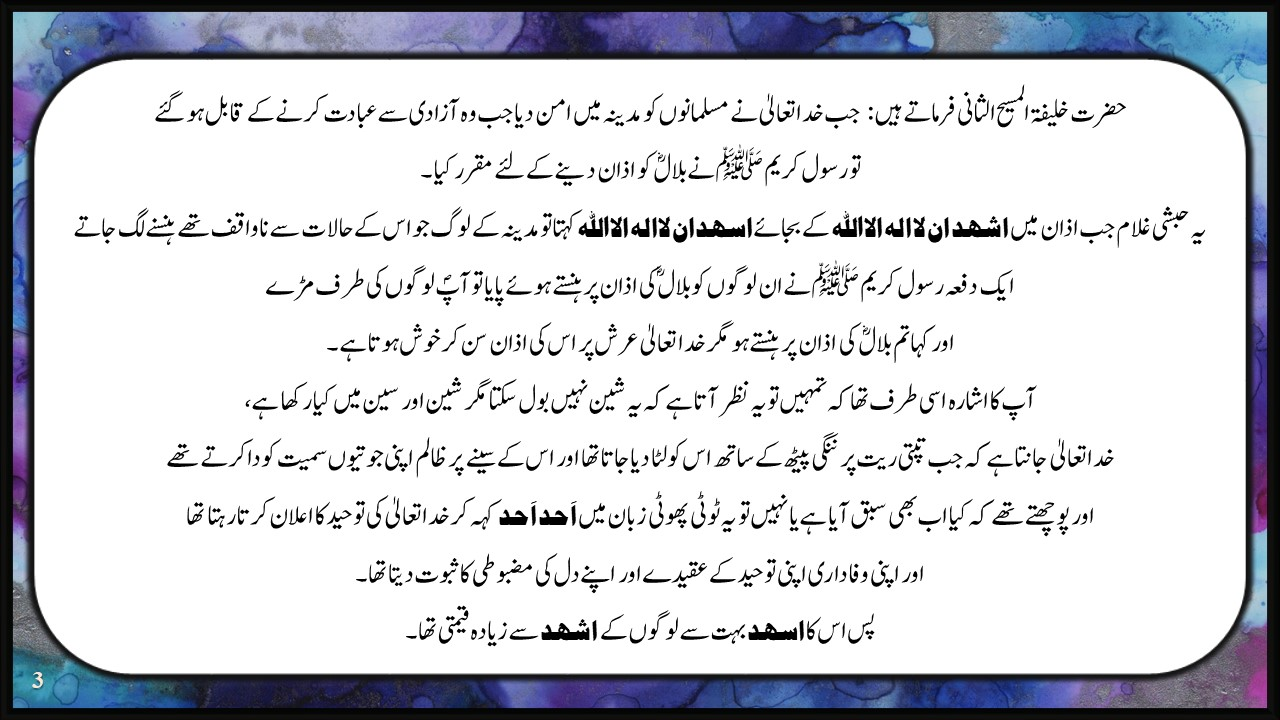 حضرت خلیفۃ المسیح الثانی فرماتے ہیں: جب خدا تعالیٰ نے مسلمانوں کو مدینہ میں امن دیا جب وہ آزادی سے عبادت کرنے کے قابل ہو گئے
تو رسول کریم ﷺ نے بلالؓ کو اذان دینے کے لئے مقرر کیا۔
یہ حبشی غلام جب اذان میں اشھد ان لا الہ الا اللہ کے بجائے اسھد ان لا الہ الا اللہ کہتا تو مدینہ کے لوگ جو اس کے حالات سے ناواقف تھے ہنسنے لگ جاتے
ایک دفعہ رسول کریم ﷺ نے ان لوگوں کو بلالؓ کی اذان پر ہنستے ہوئے پایا تو آپؐ لوگوں کی طرف مڑے
اور کہا تم بلالؓ کی اذان پر ہنستے ہو مگر خدا تعالیٰ عرش پر اس کی اذان سن کر خوش ہوتا ہے۔
آپ کا اشارہ اسی طرف تھا کہ تمہیں تو یہ نظر آتا ہے کہ یہ شین نہیں بول سکتا مگر شین اور سین میں کیا رکھا ہے،
خدا تعالیٰ جانتا ہے کہ جب تپتی ریت پر ننگی پیٹھ کے ساتھ اس کو لٹا دیا جاتا تھا اور اس کے سینے پر ظالم اپنی جوتیوں سمیت کودا کرتے تھے
اور پوچھتے تھے کہ کیا اب بھی سبق آیا ہے یا نہیں تو یہ ٹوٹی پھوٹی زبان میں اَحد اَحد کہہ کر خدا تعالیٰ کی توحید کا اعلان کرتا رہتا تھا
اور اپنی وفاداری اپنی توحید کے عقیدے اور اپنے دل کی مضبوطی کا ثبوت دیتا تھا۔
پس اس کا اسھد بہت سے لوگوں کے اشھد سے زیادہ قیمتی تھا۔
3